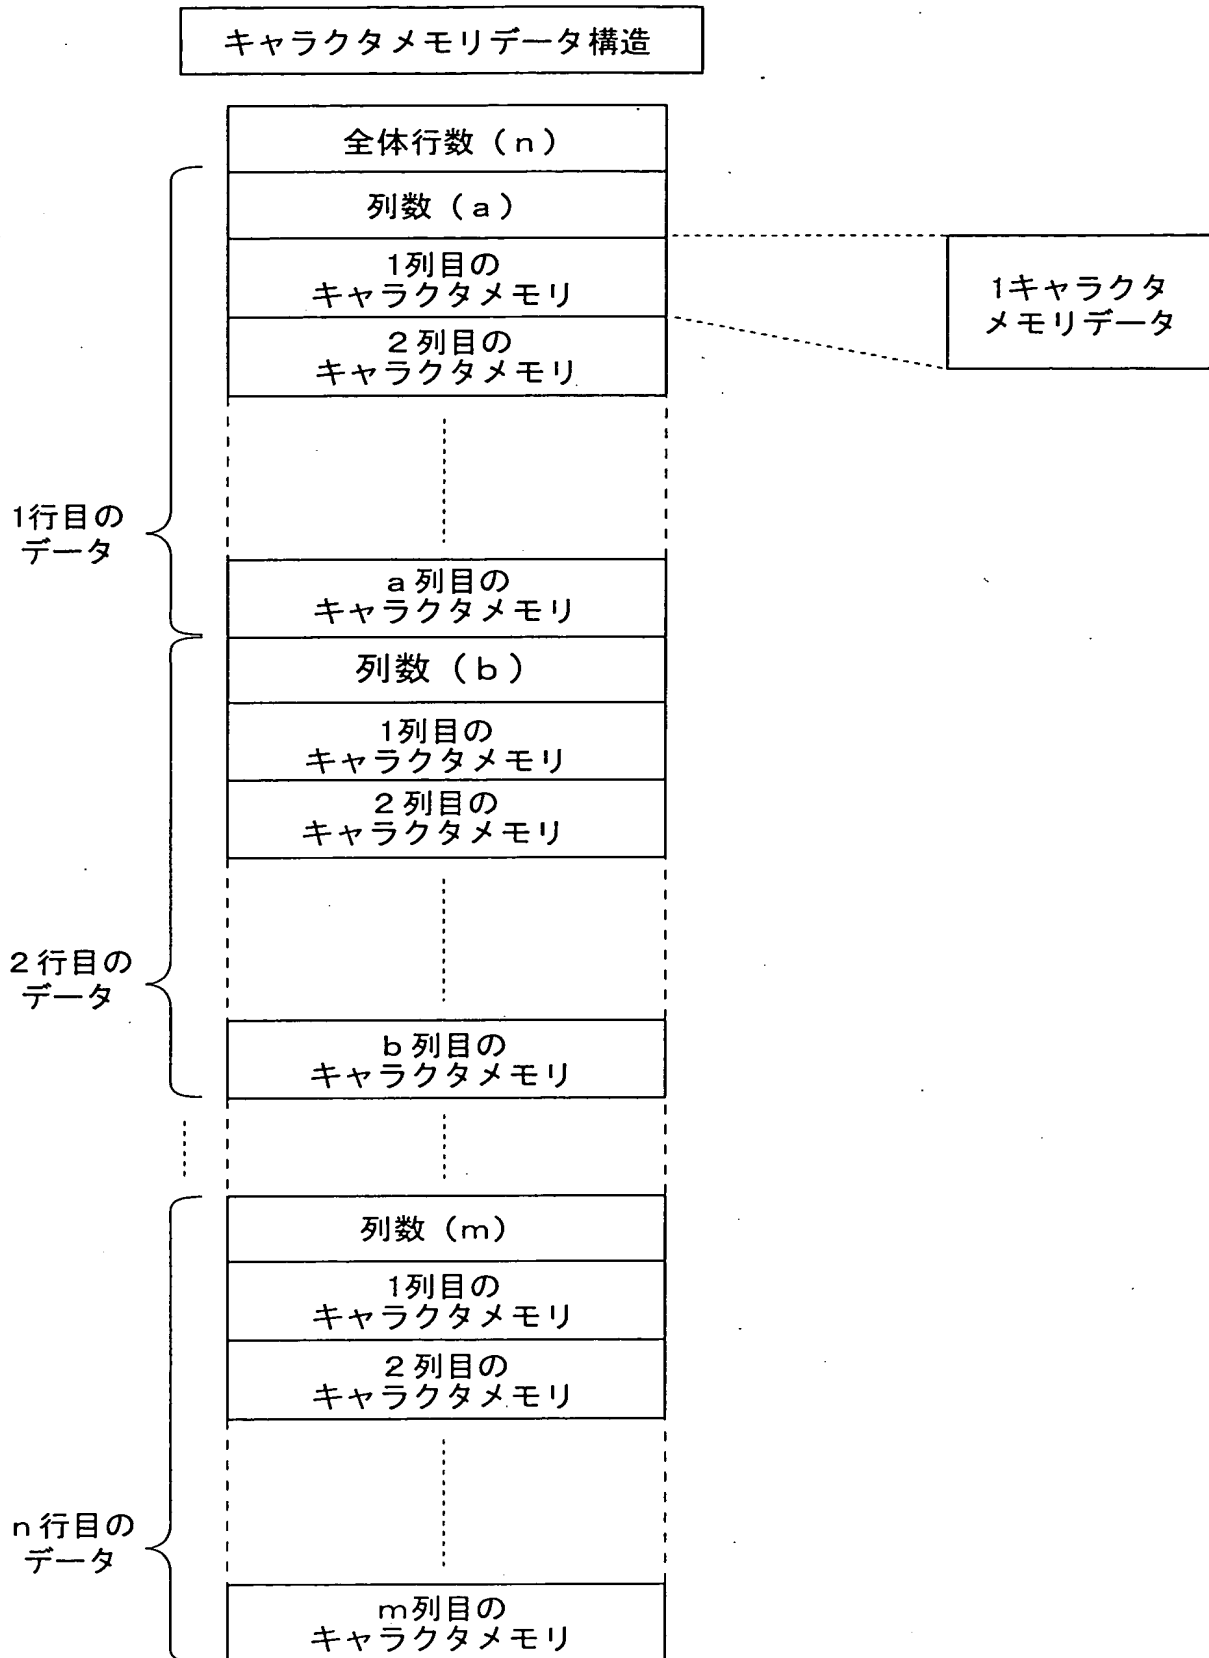 キャラクタメモリデータ構造
全体行数（n）
列数（a）
1列目の
キャラクタメモリ
1キャラクタ
メモリデータ
2列目の
キャラクタメモリ
1行目の
データ
a列目の
キャラクタメモリ
列数（b）
1列目の
キャラクタメモリ
2列目の
キャラクタメモリ
2行目の
データ
b列目の
キャラクタメモリ
列数（m）
1列目の
キャラクタメモリ
2列目の
キャラクタメモリ
n行目の
データ
m列目の
キャラクタメモリ